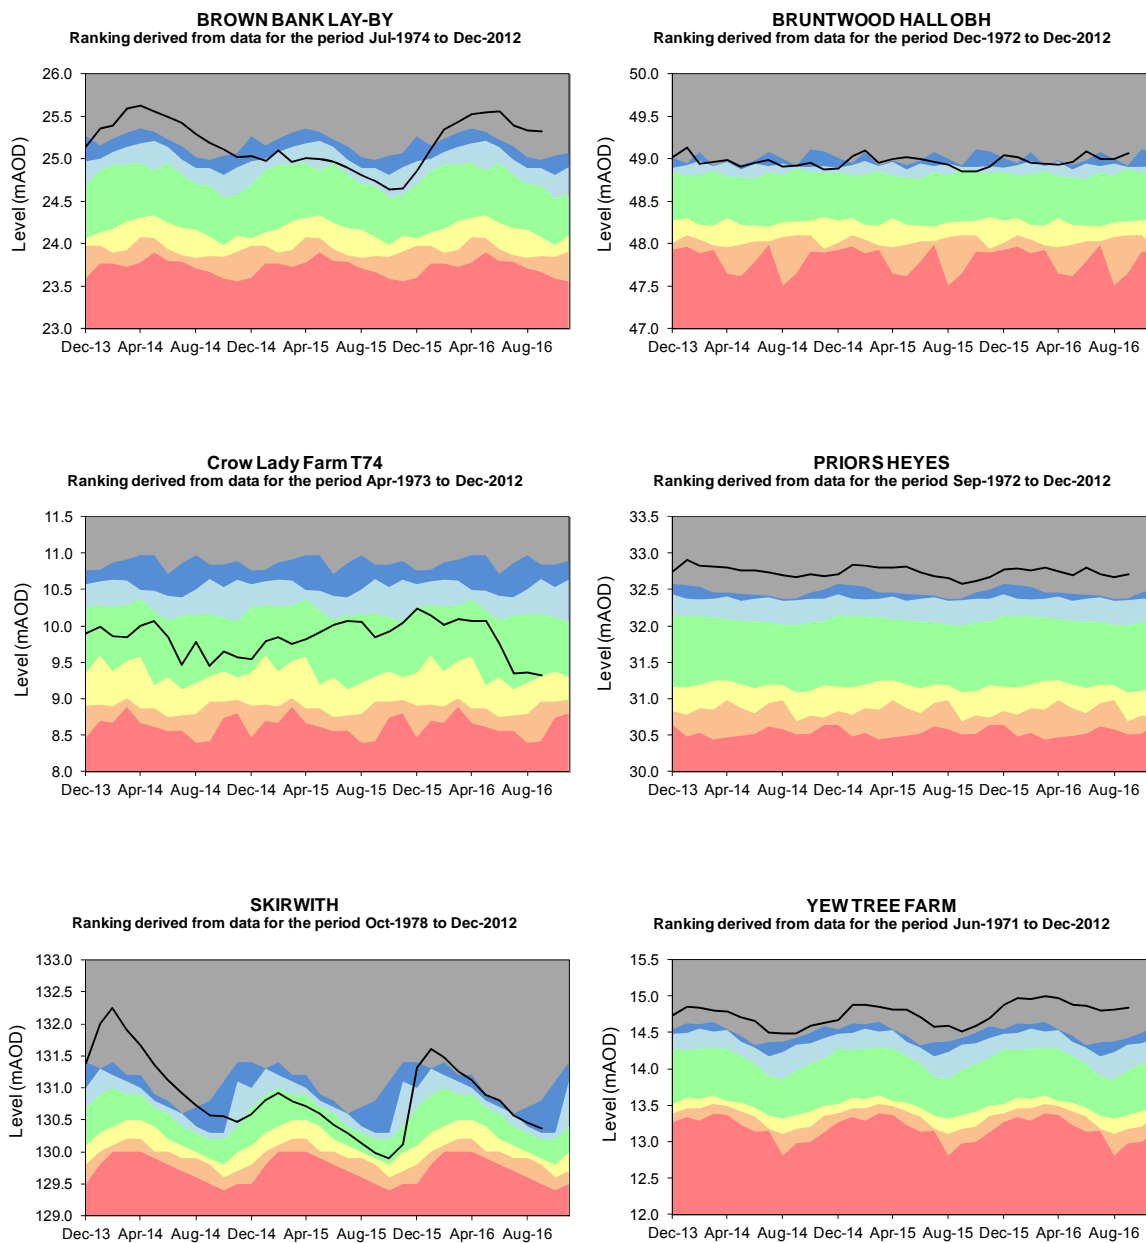 BROWN BANK LAY-BY
Ranking derived from data for the period Jul-1974 to Dec-2012
Level (mAOD)
26.0
25.5
25.0
24.5
24.0
23.5
23.0
Dec-13 Apr-14 Aug-14 Dec-14 Apr-15 Aug-15 Dec-15 Apr-16 Aug-16
BRUNTWOOD HALL OBH
Ranking derived from data for the period Dec-1972 to Dec-2012
Level (mAOD)
50.0
49.5
49.0
48.5
48.0
47.5
47.0
Dec-13 Apr-14 Aug-14 Dec-14 Apr-15 Aug-15 Dec-15 Apr-16 Aug-16
Crow Lady Farm T74
Ranking derived from data for the period Apr-1973 to Dec-2012
Level (mAOD)
11.5
11.0
10.5
10.0
9.5
9.0
8.5
8.0
Dec-13 Apr-14 Aug-14 Dec-14 Apr-15 Aug-15 Dec-15 Apr-16 Aug-16
PRIORS HEYES
Ranking derived from data for the period Sep-1972 to Dec-2012
Level (mAOD)
33.5
33.0
32.5
32.0
31.5
31.0
30.5
30.0
Dec-13 Apr-14 Aug-14 Dec-14 Apr-15 Aug-15 Dec-15 Apr-16 Aug-16
SKIRWITH
Ranking derived from data for the period Oct-1978 to Dec-2012
Level (mAOD)
133.0
132.5
132.0
131.5
131.0
130.5
130.0
129.5
129.0
Dec-13 Apr-14 Aug-14 Dec-14 Apr-15 Aug-15 Dec-15 Apr-16 Aug-16
YEW TREE FARM
Ranking derived from data for the period Jun-1971 to Dec-2012
Level (mAOD)
15.5
15.0
14.5
14.0
13.5
13.0
12.5
12.0
Dec-13 Apr-14 Aug-14 Dec-14 Apr-15 Aug-15 Dec-15 Apr-16 Aug-16